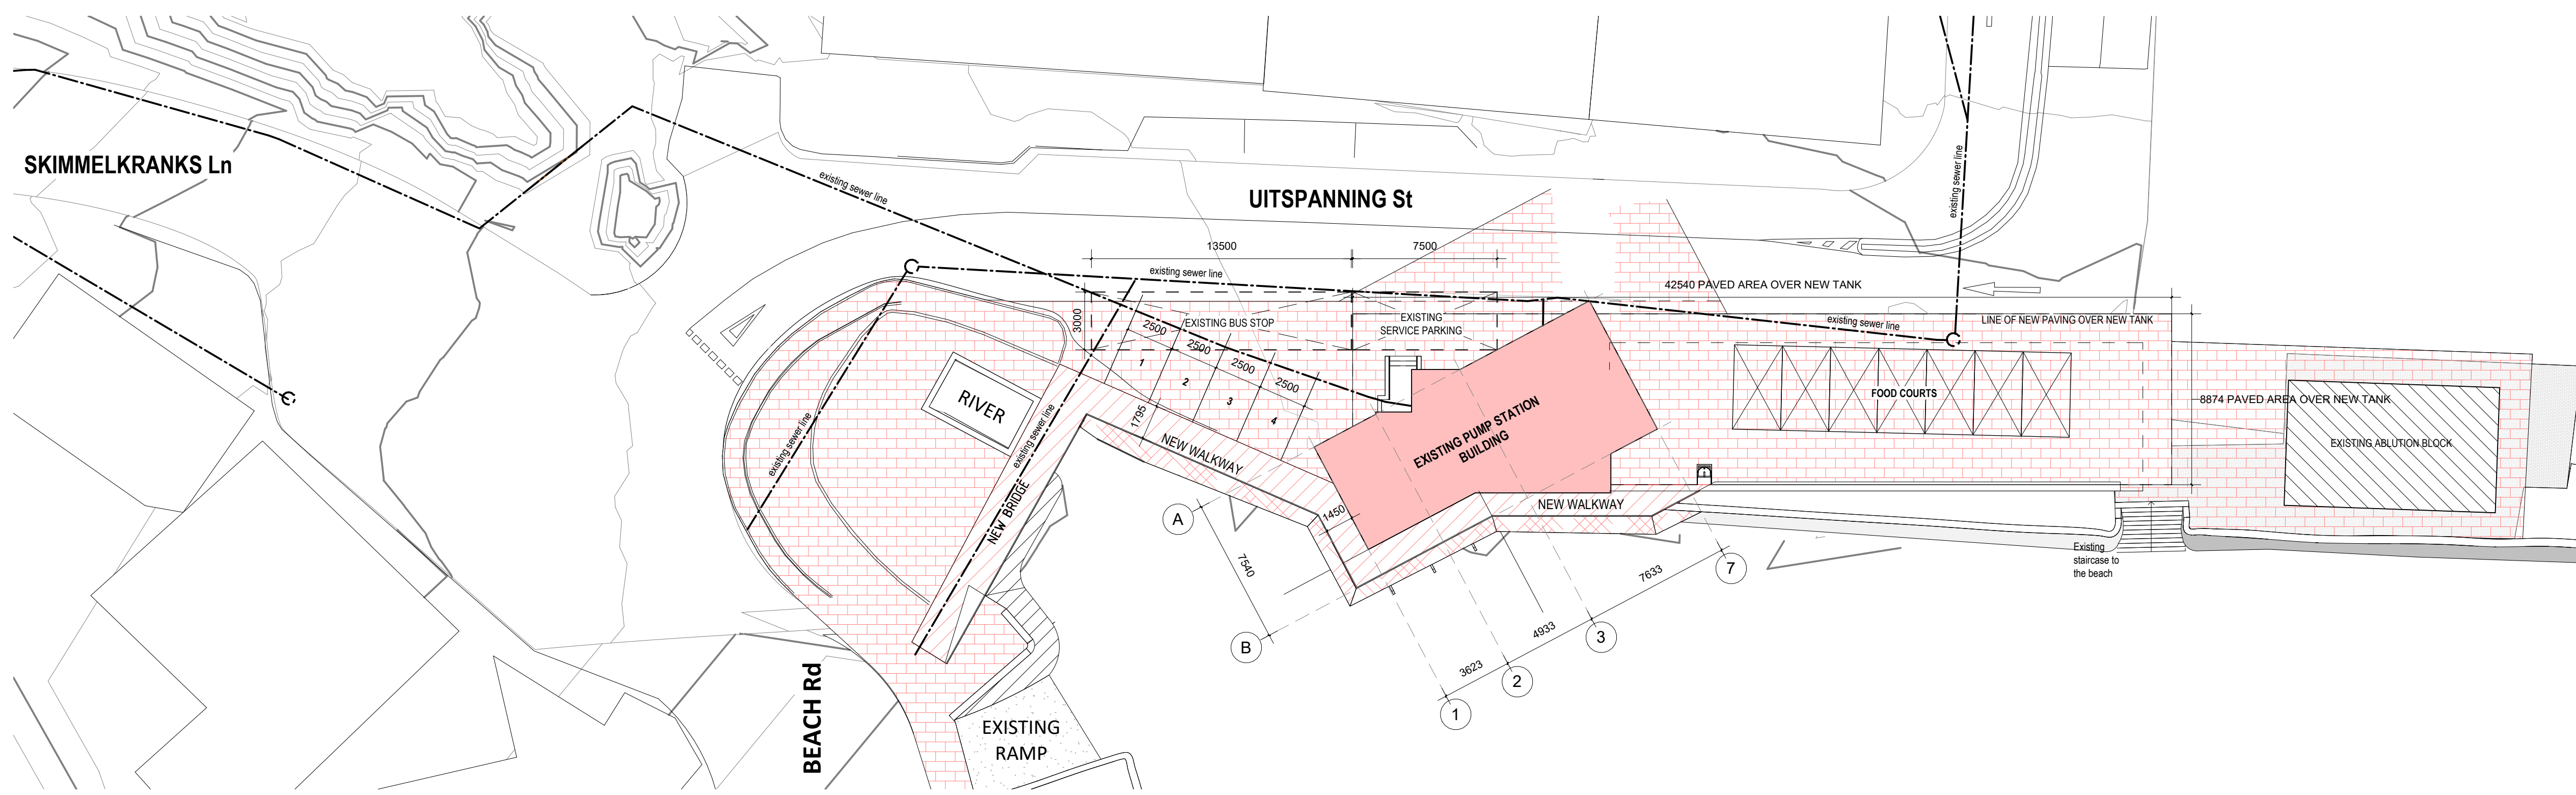 SKIMMELKRANKS Ln
existing sewer line
UITSPANNING St
existing sewer line
13500
7500
existing sewer line
42540 PAVED AREA OVER NEW TANK
3000
2500
EXISTING BUS STOP
EXISTING
SERVICE PARKING
existing sewer line
LINE OF NEW PAVING OVER NEW TANK
2500
2500
2500
1
2
3
4
1795
RIVER
FOOD COURTS
8874 PAVED AREA OVER NEW TANK
EXISTING ABLUTION BLOCK
existing sewer line
existing sewer line
NEW WALKWAY
EXISTING PUMP STATION
BUILDING
NEW BRIDGE
1450
NEW WALKWAY
A
7540
B
Existing
staircase to
the beach
7633
7
4933
3
3623
2
1
BEACH Rd
EXISTING
RAMP